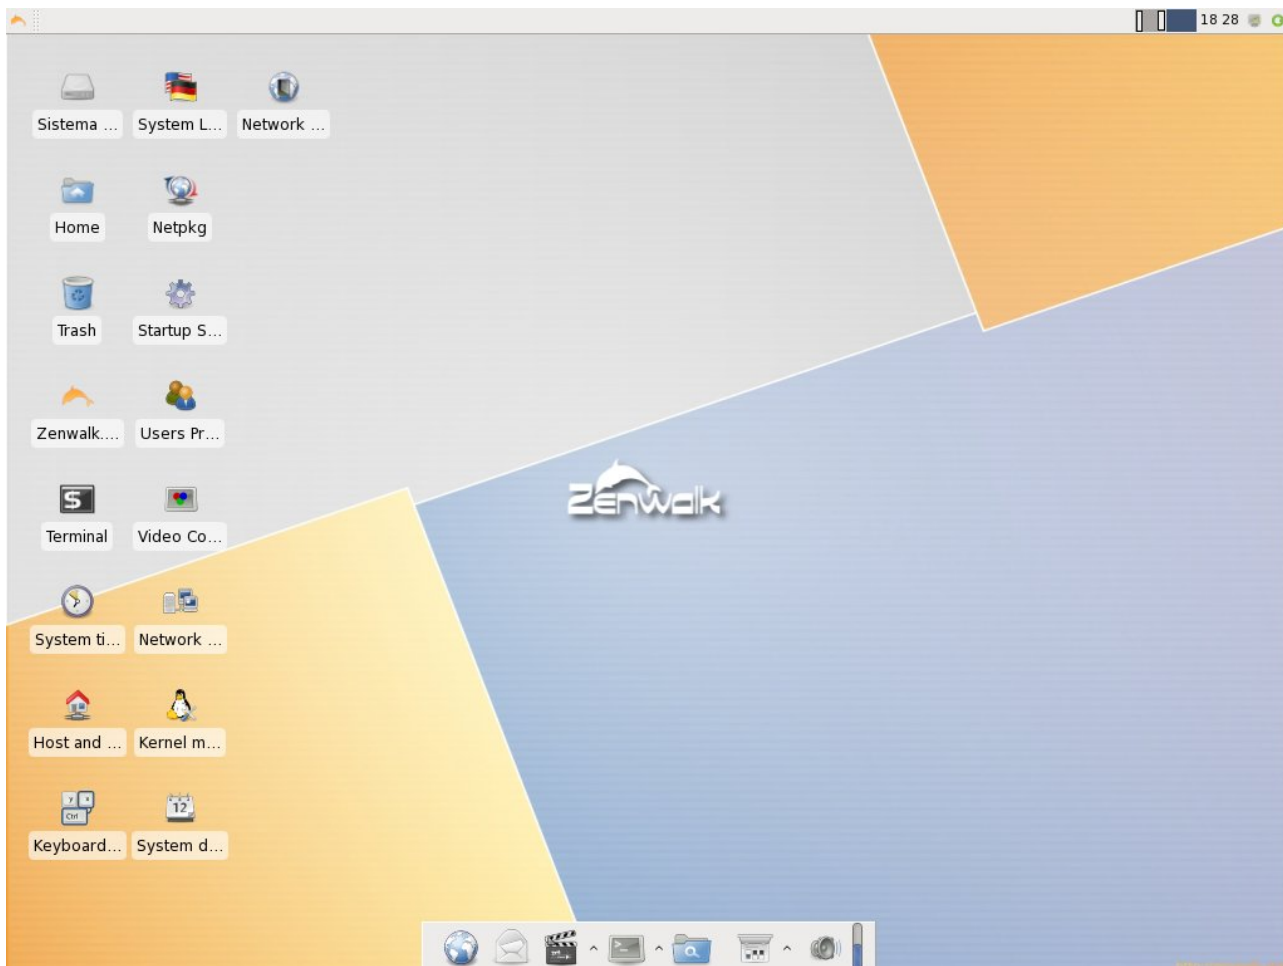 18 28
Sistema ... System L... Network ...
Home Netpkg
Trash Startup S...
Zenwalk.... Users Pr...
Terminal Video Co...
Zenwalk
System ti... Network ...
Host and ... Kernel m...
Keyboard... System d...